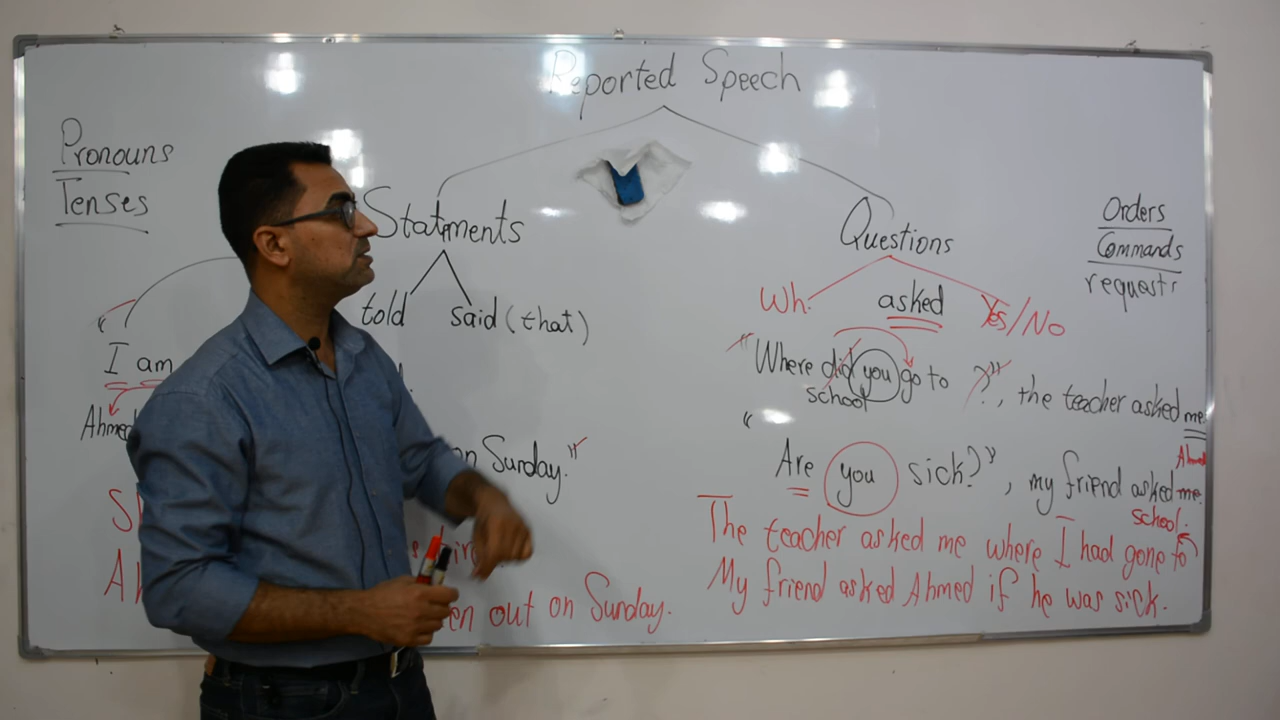 Reported Speech
Pronouns
Tenses
Statments
told said (that)
" I am
Ahmed
on Sunday."
en out on Sunday.
Questions
Wh. asked Yes/No
"Where did you go to school ?", the teacher asked me
Ahmed
"Are you sick?", my friend asked me.
school.
The teacher asked me where I had gone to
My friend asked Ahmed if he was sick.
Orders
Commands
requests